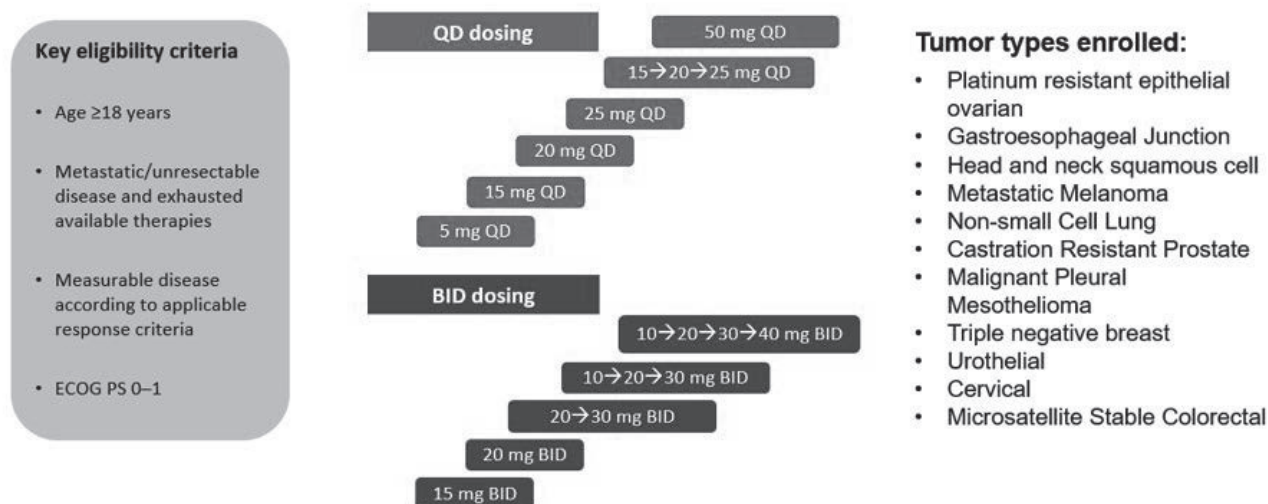 Key eligibility criteria
• Age ≥18 years
• Metastatic/unresectable
disease and exhausted
available therapies
• Measurable disease
according to applicable
response criteria
• ECOG PS 0–1
QD dosing
50 mg QD
15→20→25 mg QD
25 mg QD
20 mg QD
15 mg QD
5 mg QD
BID dosing
10→20→30→40 mg BID
10→20→30 mg BID
20→30 mg BID
20 mg BID
15 mg BID
Tumor types enrolled:
• Platinum resistant epithelial
ovarian
• Gastroesophageal Junction
• Head and neck squamous cell
• Metastatic Melanoma
• Non-small Cell Lung
• Castration Resistant Prostate
• Malignant Pleural
Mesothelioma
• Triple negative breast
• Urothelial
• Cervical
• Microsatellite Stable Colorectal